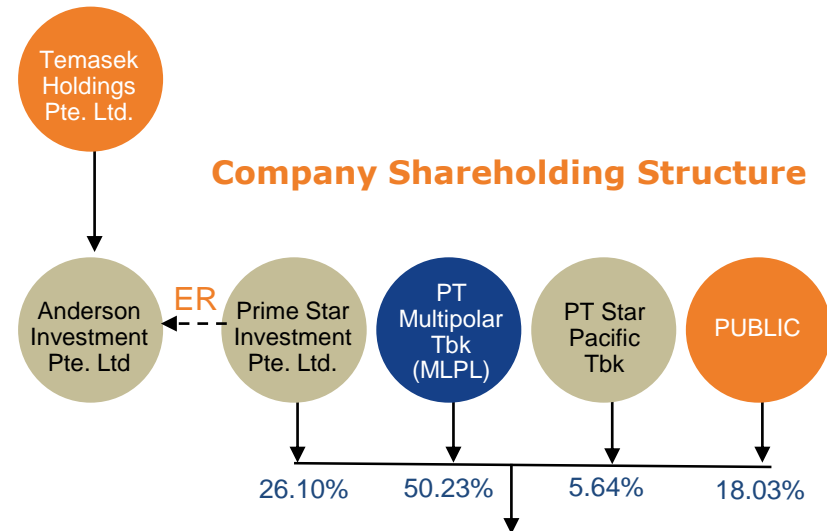 Temasek
Holdings
Pte. Ltd.
Company Shareholding Structure
Anderson
Investment
Pte. Ltd
ER
Prime Star
Investment
Pte. Ltd.
PT
Multipolar
Tbk
(MLPL)
PT Star
Pacific
Tbk
PUBLIC
26.10%
50.23%
5.64%
18.03%